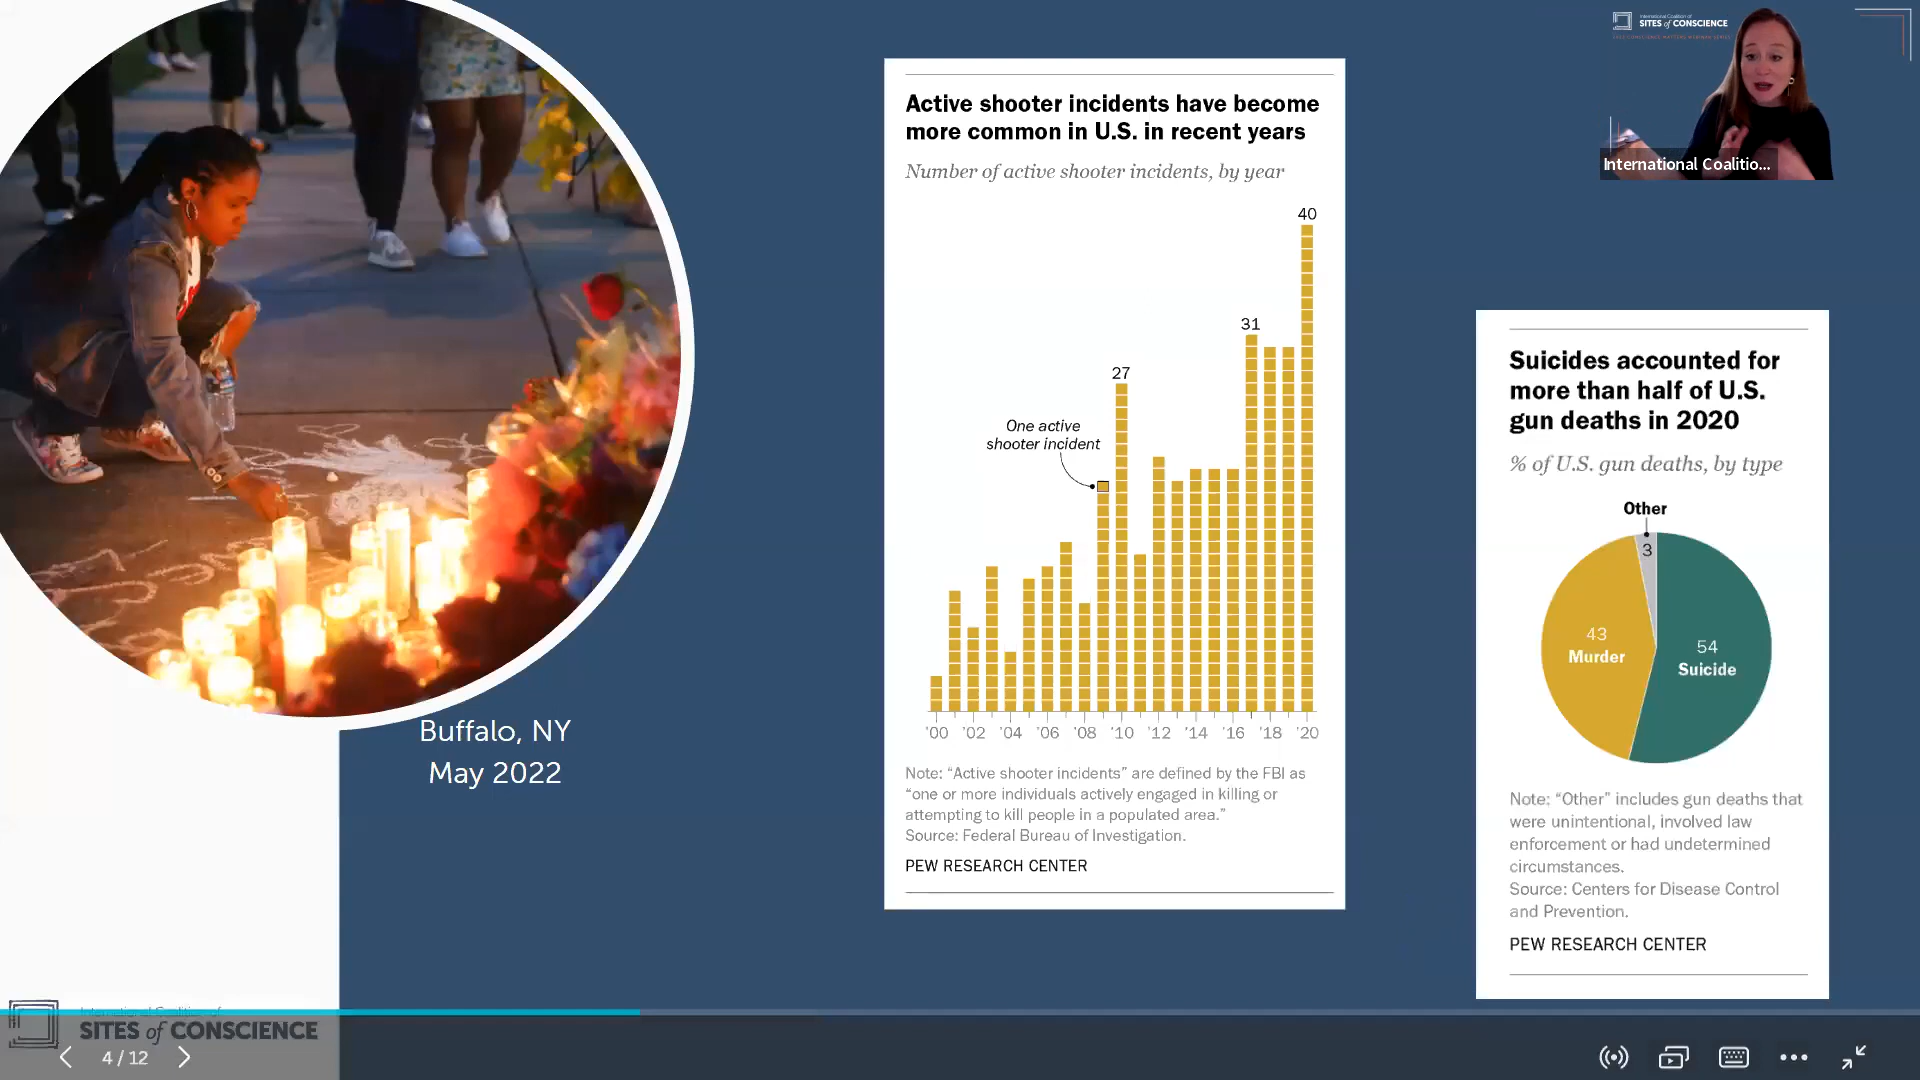 International Coalition of
SITES of CONSCIENCE
International Coalitio...
Active shooter incidents have become
more common in U.S. in recent years
Number of active shooter incidents, by year
40
31
27
One active
shooter incident
'00 '02 '04 '06 '08 '10 '12 '14 '16 '18 '20
Note: “Active shooter incidents” are defined by the FBI as
“one or more individuals actively engaged in killing or
attempting to kill people in a populated area.”
Source: Federal Bureau of Investigation.
PEW RESEARCH CENTER
Suicides accounted for
more than half of U.S.
gun deaths in 2020
% of U.S. gun deaths, by type
Other
3
43
Murder
54
Suicide
Note: “Other” includes gun deaths that
were unintentional, involved law
enforcement or had undetermined
circumstances.
Source: Centers for Disease Control
and Prevention.
PEW RESEARCH CENTER
Buffalo, NY
May 2022
International Coalition of
SITES of CONSCIENCE
4 / 12